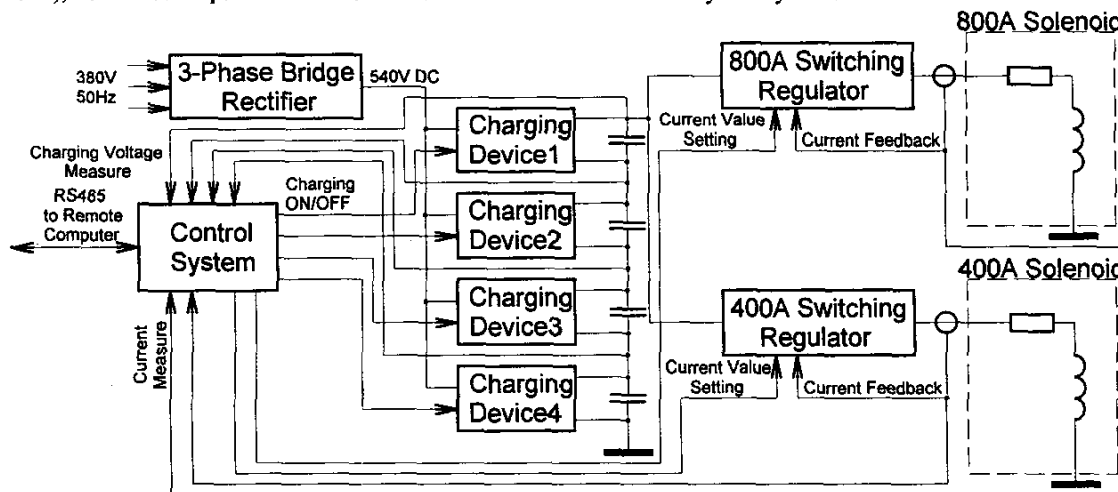 800A Solenoid
380V
50Hz
3-Phase Bridge
Rectifier
540V DC
800A Switching
Regulator
Charging
Device1
Current Value
Setting
Current Feedback
Charging Voltage
Measure
RS485
to Remote
Computer
Charging
ON/OFF
Control
System
Charging
Device2
400A Solenoid
Charging
Device3
400A Switching
Regulator
Current
Measure
Charging
Device4
Current Value
Setting
Current Feedback